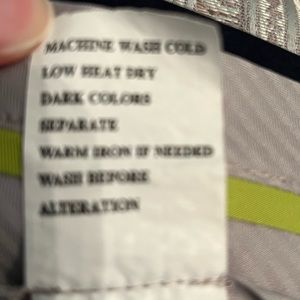 MACHINE WASH COLD
LOW HEAT DRY
DARK COLORS
SEPARATE
WARM IRON IF NEEDED
WASH BEFORE
ALTERATION